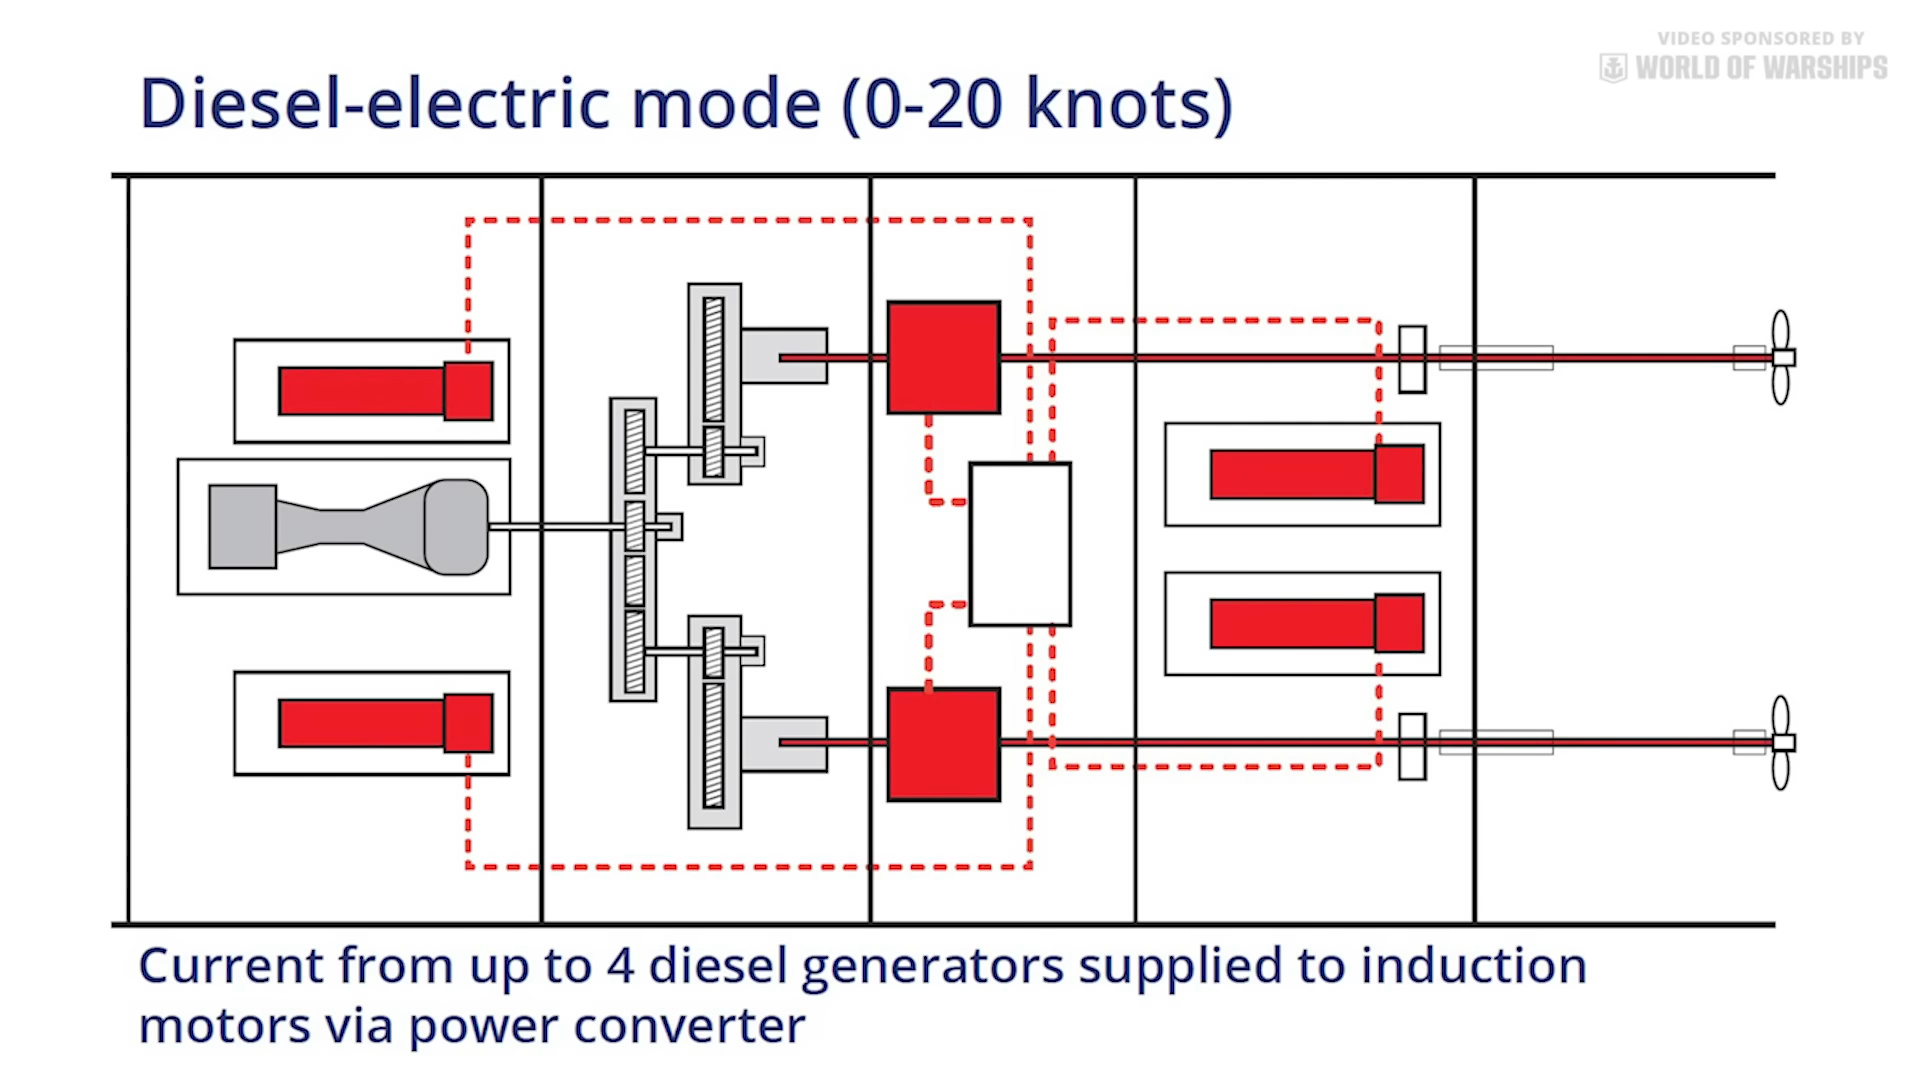 VIDEO SPONSORED BY
WORLD OF WARSHIPS
Diesel-electric mode (0-20 knots)
Current from up to 4 diesel generators supplied to induction
motors via power converter